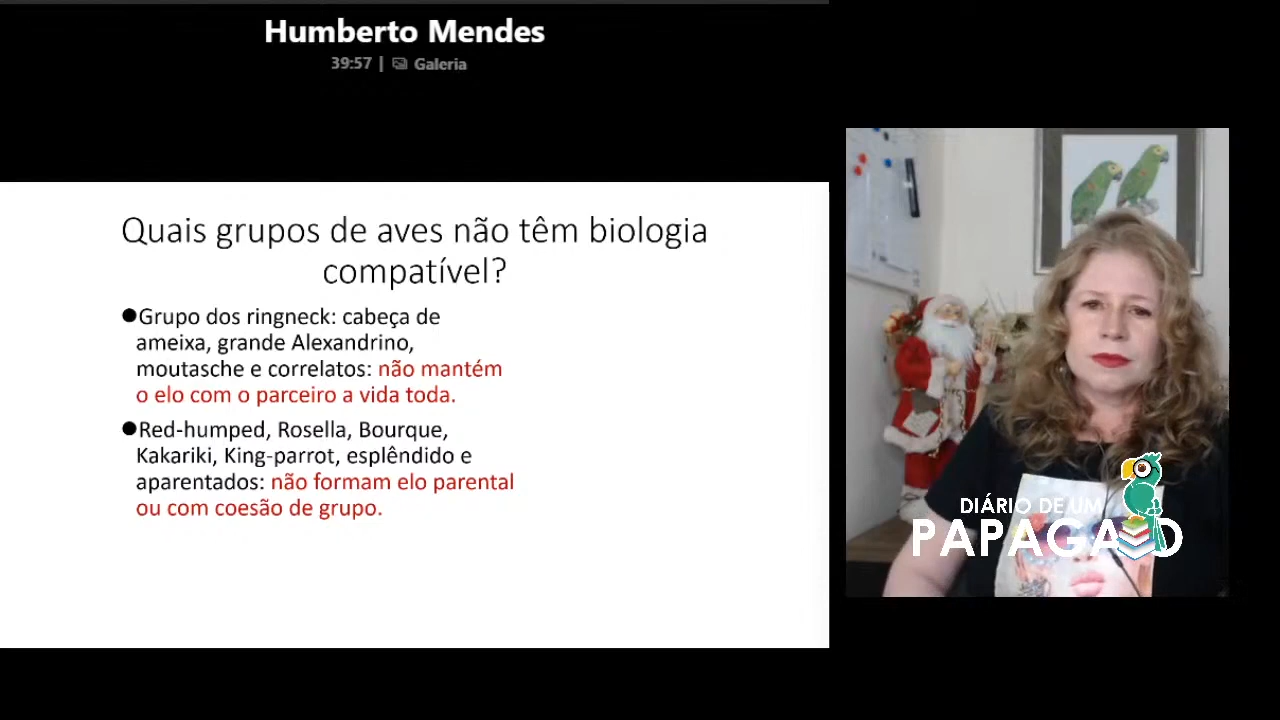 Humberto Mendes
39:57 | Galeria
Quais grupos de aves não têm biologia
compatível?
●Grupo dos ringneck: cabeça de
ameixa, grande Alexandrino,
moutasche e correlatos: não mantém
o elo com o parceiro a vida toda.
●Red-humped, Rosella, Bourque,
Kakariki, King-parrot, esplêndido e
aparentados: não formam elo parental
ou com coesão de grupo.
DIÁRIO DE UM
PAPAGAIO